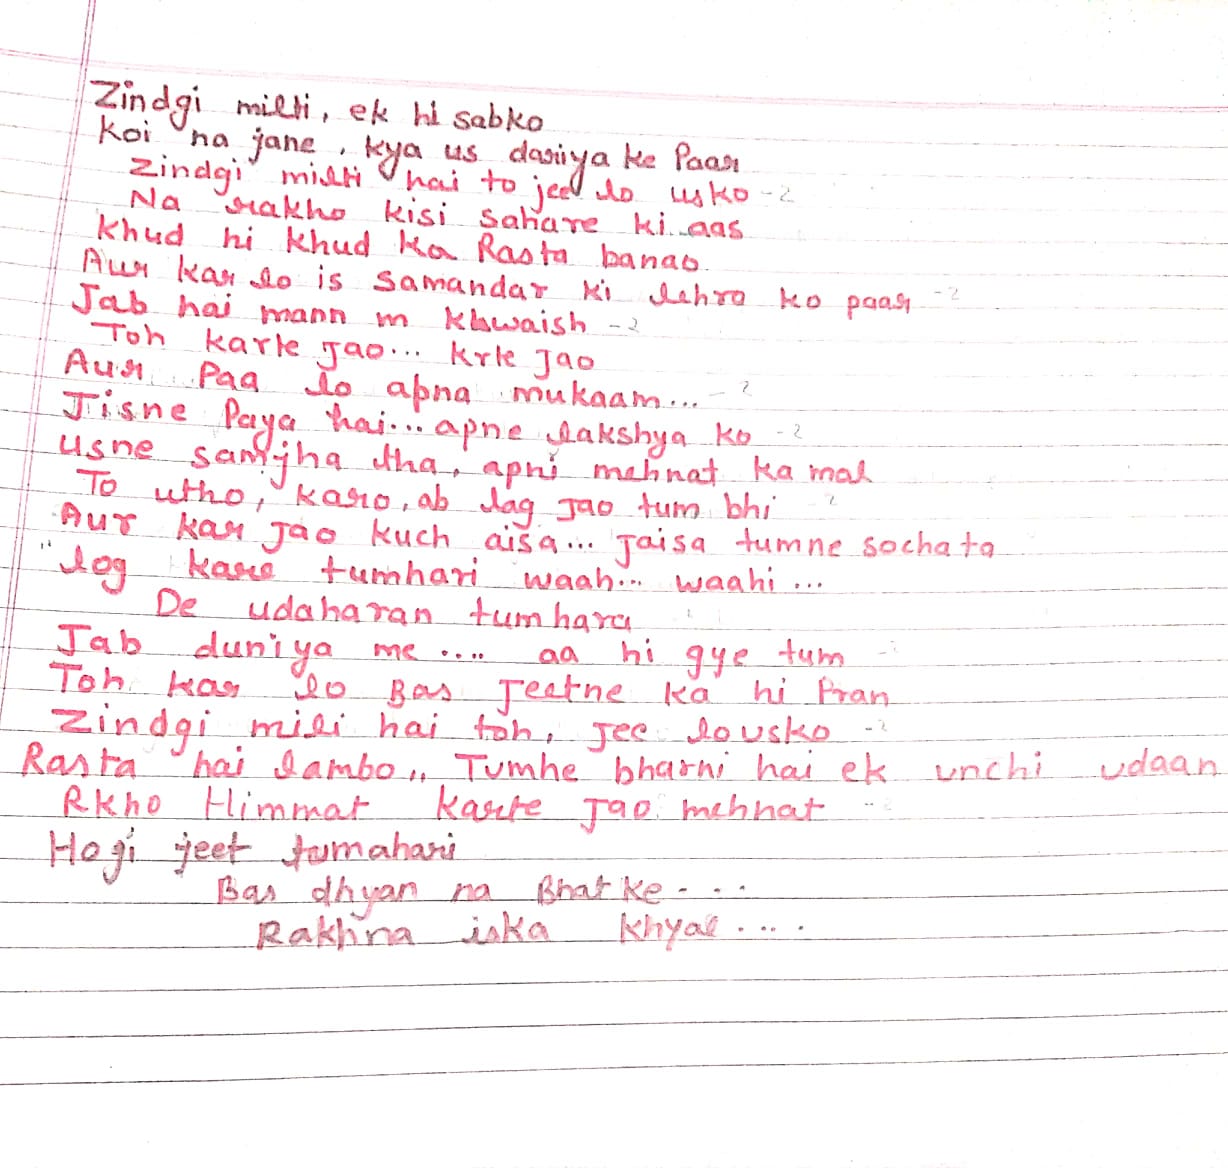 Zindgi milti, ek hi sabko
Koi na jane, kya us dariya ke Paar
Zindgi milti hai to jee lo usko -2
Na rakho kisi sahare ki aas
Khud hi khud ka Rasta banao
Aur kar lo is samandar ki lehro ko paar -2
Jab hai mann m khwaish -2
Toh karte jao... krte jao
Aur Paa lo apna mukaam... -2
Jisne Paya hai... apne lakshya ko -2
Usne samjha tha, apni mehnat ka mal
To utho, karo, ab lag jao tum bhi -2
Aur kar jao kuch aisa... jaisa tumne socha ta
"log kare tumhari waah... waahi...
De udaharan tumhara
Jab duniya me .... aa hi gye tum
Toh kar lo Bas Jeetne ka hi Pran
Zindgi mili hai toh, jee lo usko -2
Rasta hai lambo,, Tumhe bharni hai ek unchi udaan
Rkho Himmat karte jao mehnat -2
Hogi jeet tumahari
Bas dhyan na Bhatke - . .
Rakhna iska khyal . .. .